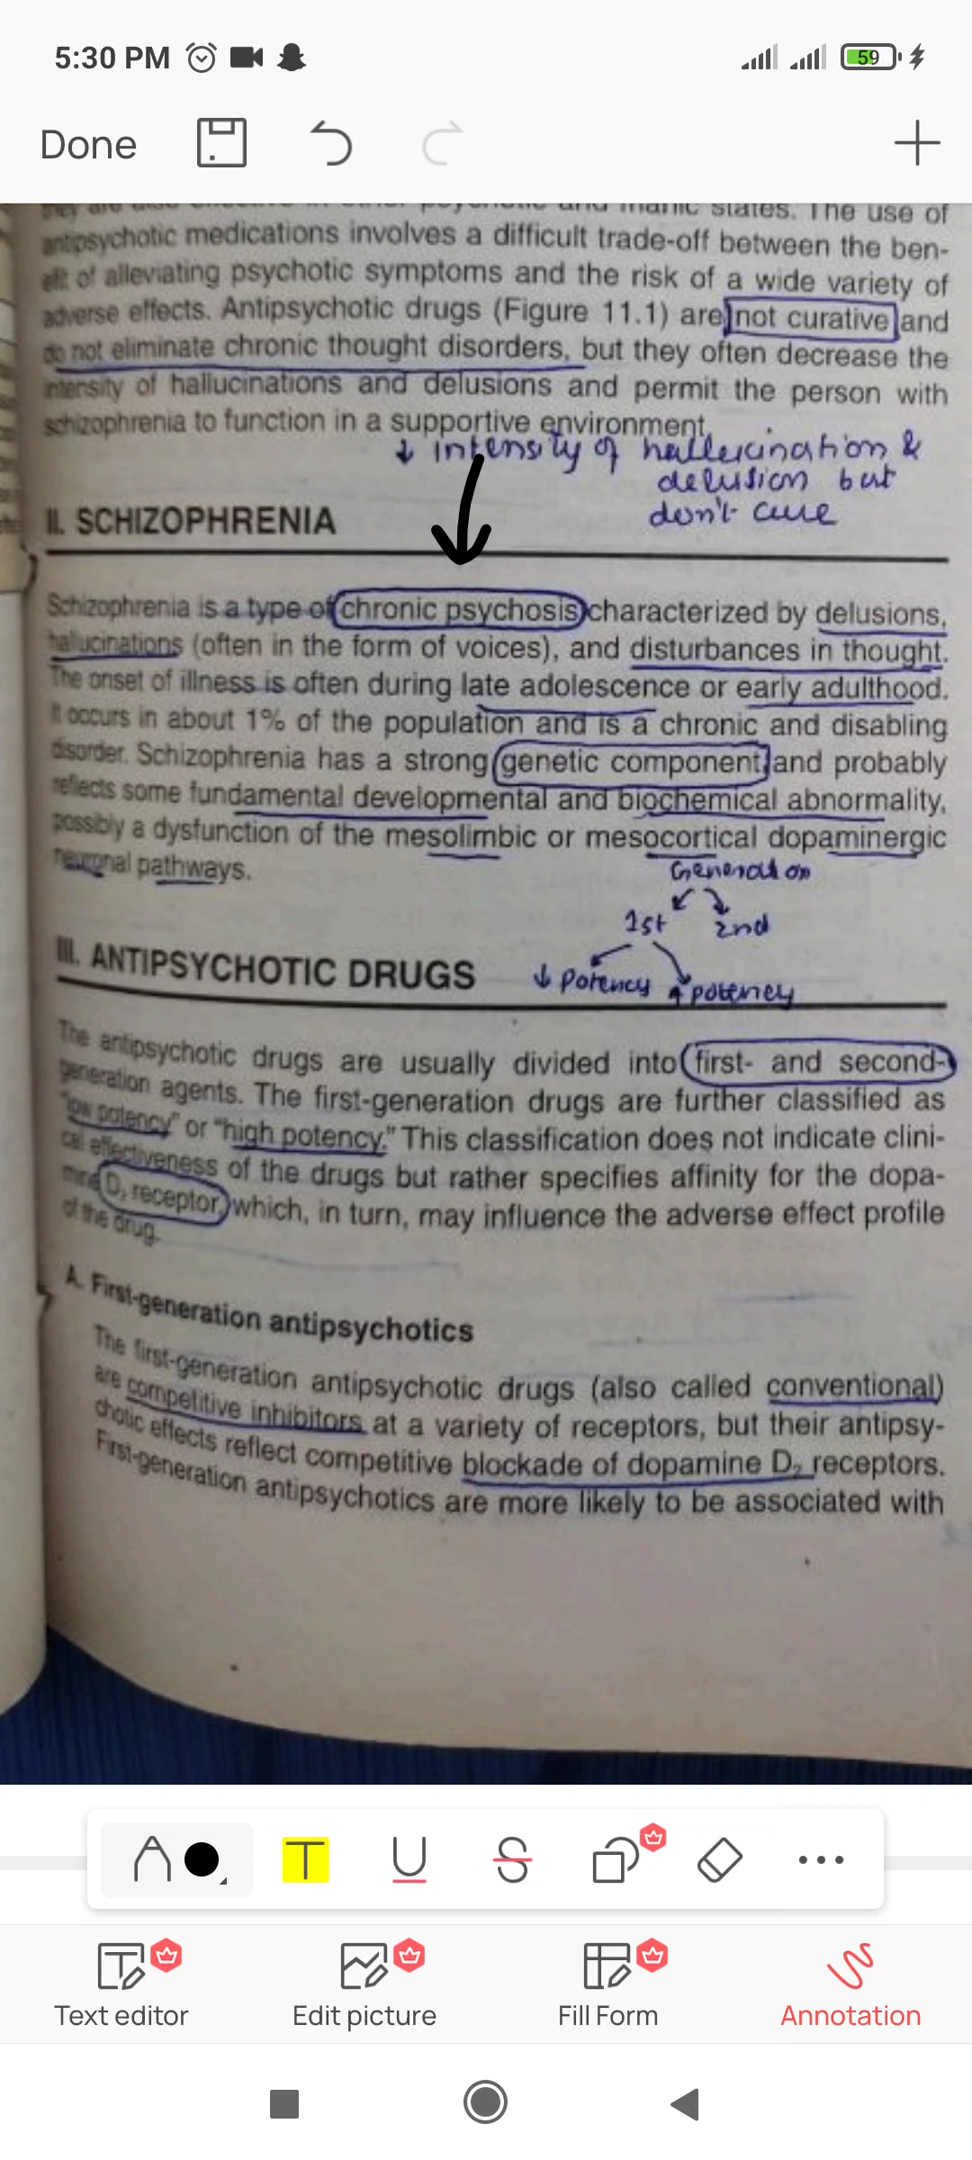 5:30 PM
59
Done
they are also effective in other psychotic and manic states. The use of
antipsychotic medications involves a difficult trade-off between the ben-
efit of alleviating psychotic symptoms and the risk of a wide variety of
adverse effects. Antipsychotic drugs (Figure 11.1) are not curative and
do not eliminate chronic thought disorders, but they often decrease the
intensity of hallucinations and delusions and permit the person with
schizophrenia to function in a supportive environment.
↓ intensity of hallucination &
delusion but
don't cure
II. SCHIZOPHRENIA
Schizophrenia is a type of chronic psychosis characterized by delusions,
hallucinations (often in the form of voices), and disturbances in thought.
The onset of illness is often during late adolescence or early adulthood.
It occurs in about 1% of the population and is a chronic and disabling
disorder. Schizophrenia has a strong genetic component and probably
reflects some fundamental developmental and biochemical abnormality,
possibly a dysfunction of the mesolimbic or mesocortical dopaminergic
neuronal pathways.
Generation
1st 2nd
↓ potency ↑ potency
III. ANTIPSYCHOTIC DRUGS
The antipsychotic drugs are usually divided into first- and second-
generation agents. The first-generation drugs are further classified as
"low potency" or "high potency." This classification does not indicate clini-
cal effectiveness of the drugs but rather specifies affinity for the dopa-
mine D₂ receptor, which, in turn, may influence the adverse effect profile
of the drug.
A. First-generation antipsychotics
The first-generation antipsychotic drugs (also called conventional)
are competitive inhibitors at a variety of receptors, but their antipsy-
chotic effects reflect competitive blockade of dopamine D₂ receptors.
First-generation antipsychotics are more likely to be associated with
T U S
Text editor Edit picture Fill Form Annotation